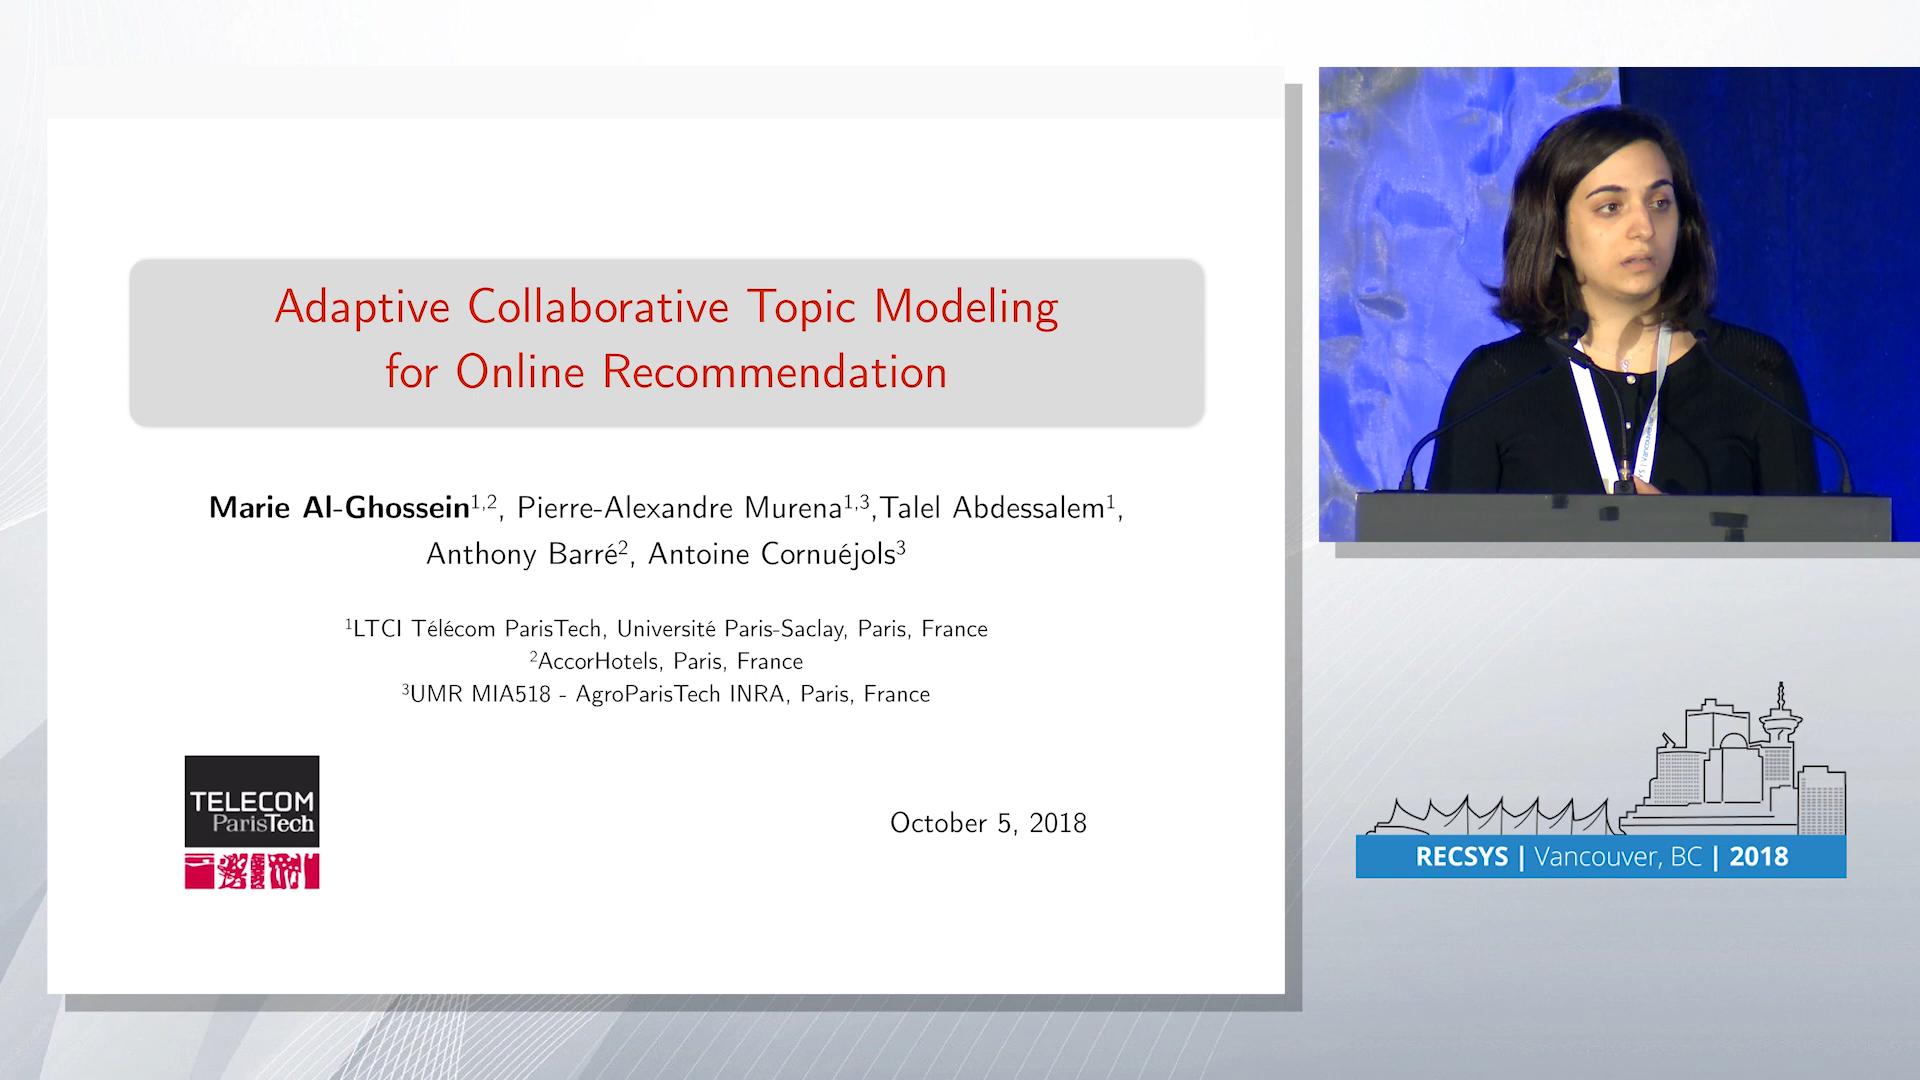 Adaptive Collaborative Topic Modeling
for Online Recommendation
Marie Al-Ghossein1,2, Pierre-Alexandre Murena1,3,Talel Abdessalem1,
Anthony Barré2, Antoine Cornuéjols3
1LTCI Télécom ParisTech, Université Paris-Saclay, Paris, France
2AccorHotels, Paris, France
3UMR MIA518 - AgroParisTech INRA, Paris, France
TELECOM
ParisTech
October 5, 2018
RECSYS | Vancouver, BC | 2018